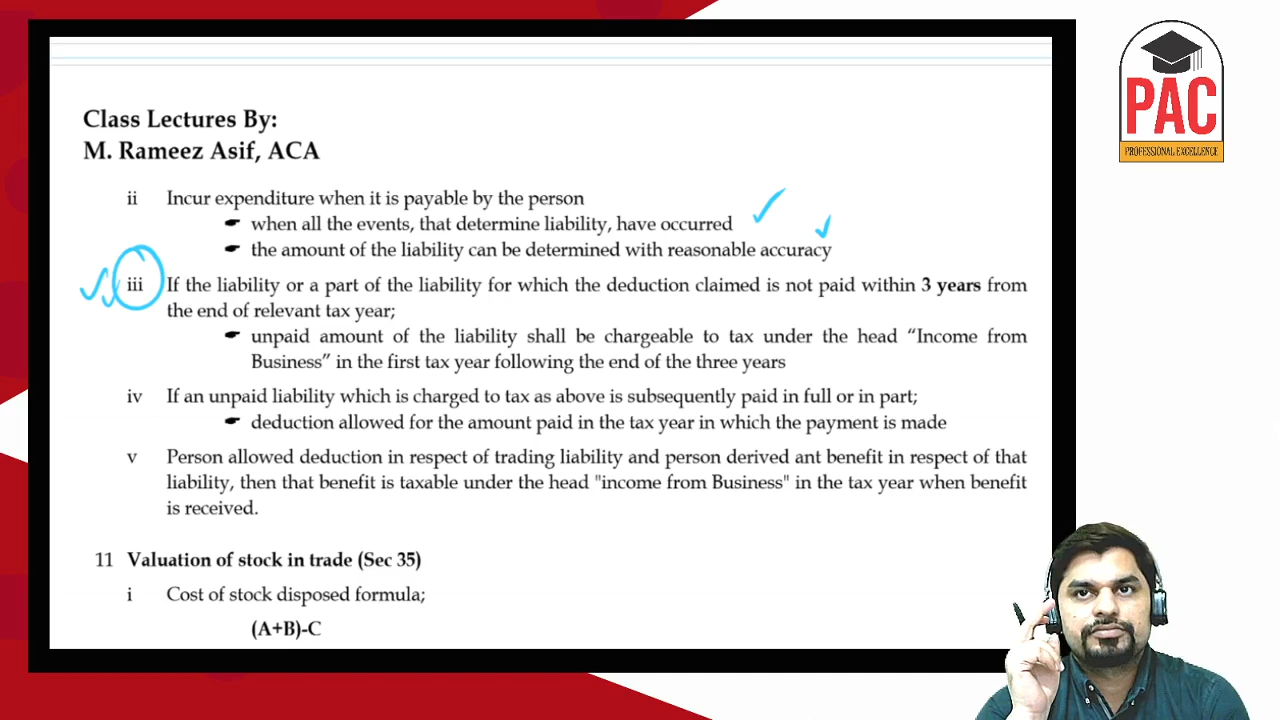 PAC
PROFESSIONAL EXCELLENCE
Class Lectures By:
M. Rameez Asif, ACA
ii Incur expenditure when it is payable by the person
when all the events, that determine liability, have occurred
the amount of the liability can be determined with reasonable accuracy
iii If the liability or a part of the liability for which the deduction claimed is not paid within 3 years from
the end of relevant tax year;
unpaid amount of the liability shall be chargeable to tax under the head “Income from
Business” in the first tax year following the end of the three years
iv If an unpaid liability which is charged to tax as above is subsequently paid in full or in part;
deduction allowed for the amount paid in the tax year in which the payment is made
v Person allowed deduction in respect of trading liability and person derived ant benefit in respect of that
liability, then that benefit is taxable under the head "income from Business" in the tax year when benefit
is received.
11 Valuation of stock in trade (Sec 35)
i Cost of stock disposed formula;
(A+B)-C